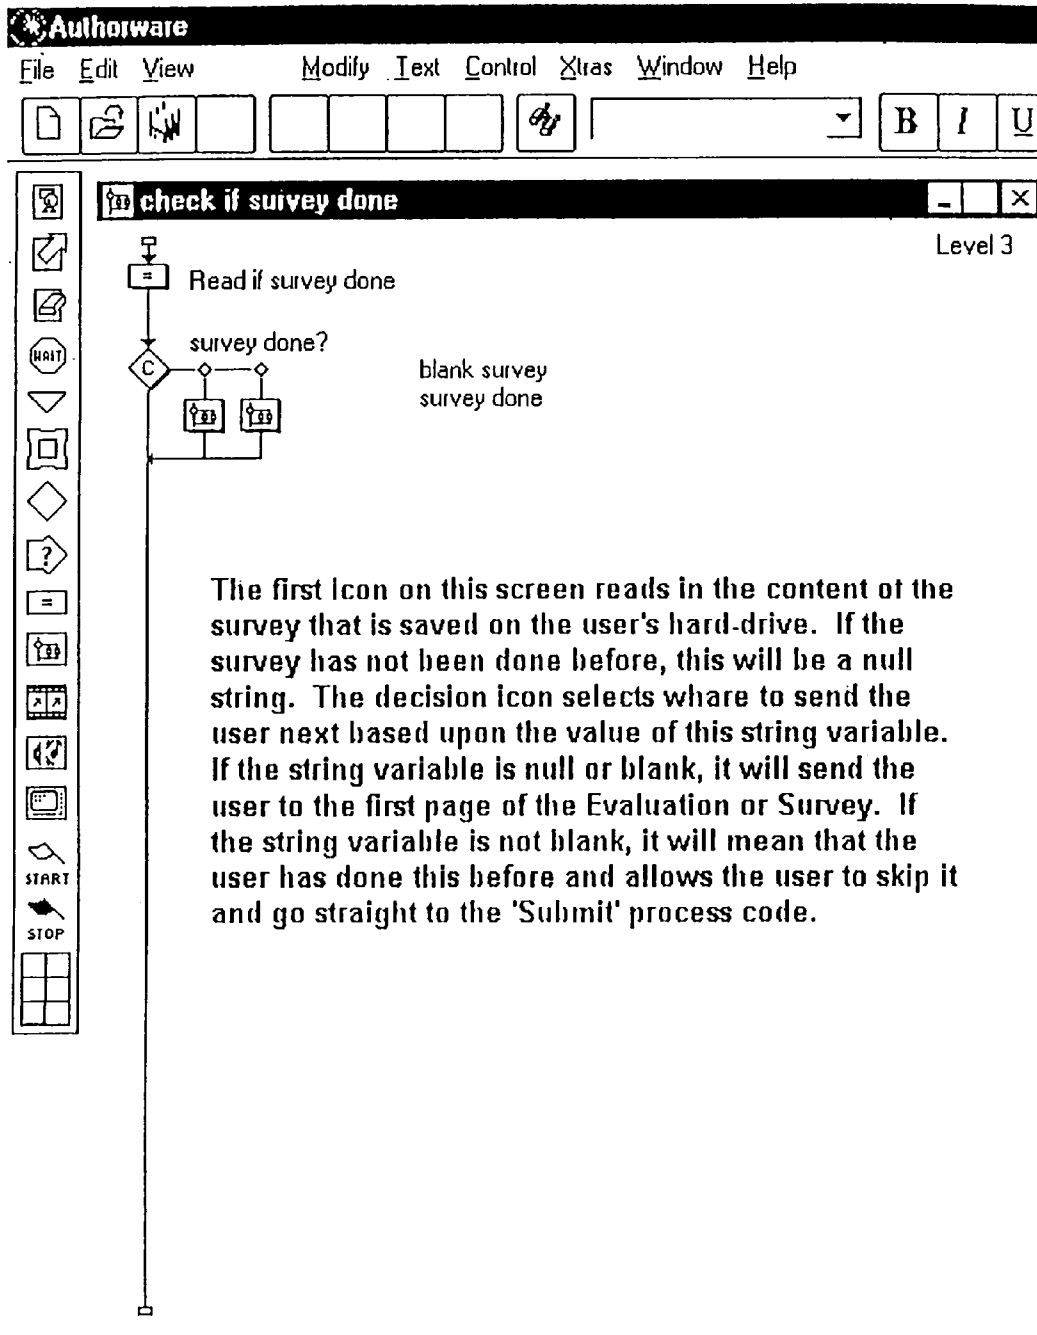 Authorware
File Edit View Modify Text Control Xtras Window Help
B I U
check if survey done
Level 3
=
Read if survey done
survey done?
C
blank survey
survey done
WAIT
?
=
START
STOP
The first Icon on this screen reads in the content of the
survey that is saved on the user's hard-drive. If the
survey has not been done before, this will be a null
string. The decision icon selects whare to send the
user next based upon the value of this string variable.
If the string variable is null or blank, it will send the
user to the first page of the Evaluation or Survey. If
the string variable is not blank, it will mean that the
user has done this before and allows the user to skip it
and go straight to the 'Submit' process code.